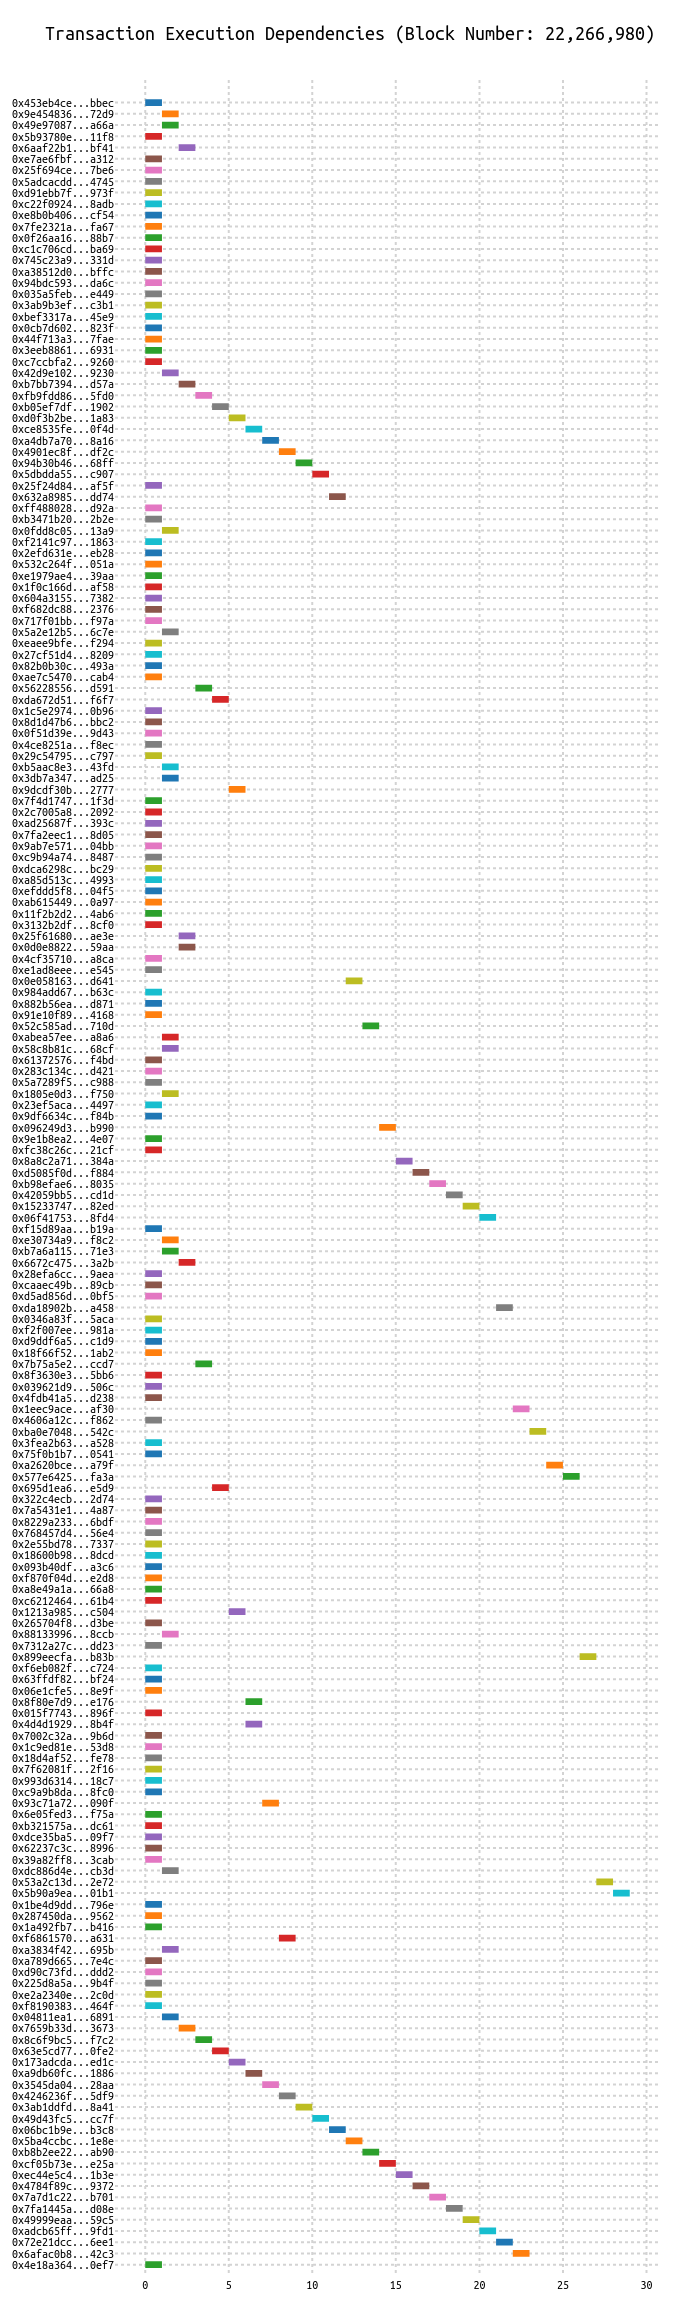 Transaction Execution Dependencies (Block Number: 22,266,980)
0x453eb4ce...bbec
0x9e454836...72d9
0x49e97087...a66a
0x5b93780e...11f8
0x6aaf22b1...bf41
0xe7ae6fbf...a312
0x25f694ce...7be6
0x5adcacdd...4745
0xd91ebb7f...973f
0xc22f0924...8adb
0xe8b0b406...cf54
0x7fe2321a...fa67
0x0f26aa16...88b7
0xc1c706cd...ba69
0x745c23a9...331d
0xa38512d0...bffc
0x94bdc593...da6c
0x035a5feb...e449
0x3ab9b3ef...c3b1
0xbef3317a...45e9
0x0cb7d602...823f
0x44f713a3...7fae
0x3eeb8861...6931
0xc7ccbfa2...9260
0x42d9e102...9230
0xb7bb7394...d57a
0xfb9fdd86...5fd0
0xb05ef7df...1902
0xd0f3b2be...1a83
0xce8535fe...0f4d
0xa4db7a70...8a16
0x4901ec8f...df2c
0x94b30b46...68ff
0x5dbdda55...c907
0x25f24d84...af5f
0x632a8985...dd74
0xff488028...d92a
0xb3471b20...2b2e
0x0fdd8c05...13a9
0xf2141c97...1863
0x2efd631e...eb28
0x532c264f...051a
0xe1979ae4...39aa
0x1f0c166d...af58
0x604a3155...7382
0xf682dc88...2376
0x717f01bb...f97a
0x5a2e12b5...6c7e
0xeaee9bfe...f294
0x27cf51d4...8209
0x82b0b30c...493a
0xae7c5470...cab4
0x56228556...d591
0xda672d51...f6f7
0x1c5e2974...0b96
0x8d1d47b6...bbc2
0x0f51d39e...9d43
0x4ce8251a...f8ec
0x29c54795...c797
0xb5aac8e3...43fd
0x3db7a347...ad25
0x9dcdf30b...2777
0x7f4d1747...1f3d
0x2c7005a8...2092
0xad25687f...393c
0x7fa2eec1...8d05
0x9ab7e571...04bb
0xc9b94a74...8487
0xdca6298c...bc29
0xa85d513c...4993
0xefddd5f8...04f5
0xab615449...0a97
0x11f2b2d2...4ab6
0x3132b2df...8cf0
0x25f61680...ae3e
0x0d0e8822...59aa
0x4cf35710...a8ca
0xe1ad8eee...e545
0x0e058163...d641
0x984add67...b63c
0x882b56ea...d871
0x91e10f89...4168
0x52c585ad...710d
0xabea57ee...a8a6
0x58c8b81c...68cf
0x61372576...f4bd
0x283c134c...d421
0x5a7289f5...c988
0x1805e0d3...f750
0x23ef5aca...4497
0x9df6634c...f84b
0x096249d3...b990
0x9e1b8ea2...4e07
0xfc38c26c...21cf
0x8a8c2a71...384a
0xd5085f0d...f884
0xb98efae6...8035
0x42059bb5...cd1d
0x15233747...82ed
0x06f41753...8fd4
0xf15d89aa...b19a
0xe30734a9...f8c2
0xb7a6a115...71e3
0x6672c475...3a2b
0x28efa6cc...9aea
0xcaaec49b...89cb
0xd5ad856d...0bf5
0xda18902b...a458
0x0346a83f...5aca
0xf2f007ee...981a
0xd9ddf6a5...c1d9
0x18f66f52...1ab2
0x7b75a5e2...ccd7
0x8f3630e3...5bb6
0x039621d9...506c
0x4fdb41a5...d238
0x1eec9ace...af30
0x4606a12c...f862
0xba0e7048...542c
0x3fea2b63...a528
0x75f0b1b7...0541
0xa2620bce...a79f
0x577e6425...fa3a
0x695d1ea6...e5d9
0x322c4ecb...2d74
0x7a5431e1...4a87
0x8229a233...6bdf
0x768457d4...56e4
0x2e55bd78...7337
0x18600b98...8dcd
0x093b40df...a3c6
0xf870f04d...e2d8
0xa8e49a1a...66a8
0xc6212464...61b4
0x1213a985...c504
0x265704f8...d3be
0x88133996...8ccb
0x7312a27c...dd23
0x899eecfa...b83b
0xf6eb082f...c724
0x63ffdf82...bf24
0x06e1cfe5...8e9f
0x8f80e7d9...e176
0x015f7743...896f
0x4d4d1929...8b4f
0x7002c32a...9b6d
0x1c9ed81e...53d8
0x18d4af52...fe78
0x7f62081f...2f16
0x993d6314...18c7
0xc9a9b8da...8fc0
0x93c71a72...090f
0x6e05fed3...f75a
0xb321575a...dc61
0xdce35ba5...09f7
0x62237c3c...8996
0x39a82ff8...3cab
0xdc886d4e...cb3d
0x53a2c13d...2e72
0x5b90a9ea...01b1
0x1be4d9dd...796e
0x287450da...9562
0x1a492fb7...b416
0xf6861570...a631
0xa3834f42...695b
0xa789d665...7e4c
0xd90c73fd...ddd2
0x225d8a5a...9b4f
0xe2a2340e...2c0d
0xf8190383...464f
0x04811ea1...6891
0x7659b33d...3673
0x8c6f9bc5...f7c2
0x63e5cd77...0fe2
0x173adcda...ed1c
0xa9db60fc...1886
0x3545da04...28aa
0x4246236f...5df9
0x3ab1ddfd...8a41
0x49d43fc5...cc7f
0x06bc1b9e...b3c8
0x5ba4ccbc...1e8e
0xb8b2ee22...ab90
0xcf05b73e...e25a
0xec44e5c4...1b3e
0x4784f89c...9372
0x7a7d1c22...b701
0x7fa1445a...d08e
0x49999eaa...59c5
0xadcb65ff...9fd1
0x72e21dcc...6ee1
0x6afac0b8...42c3
0x4e18a364...0ef7
0 5 10 15 20 25 30